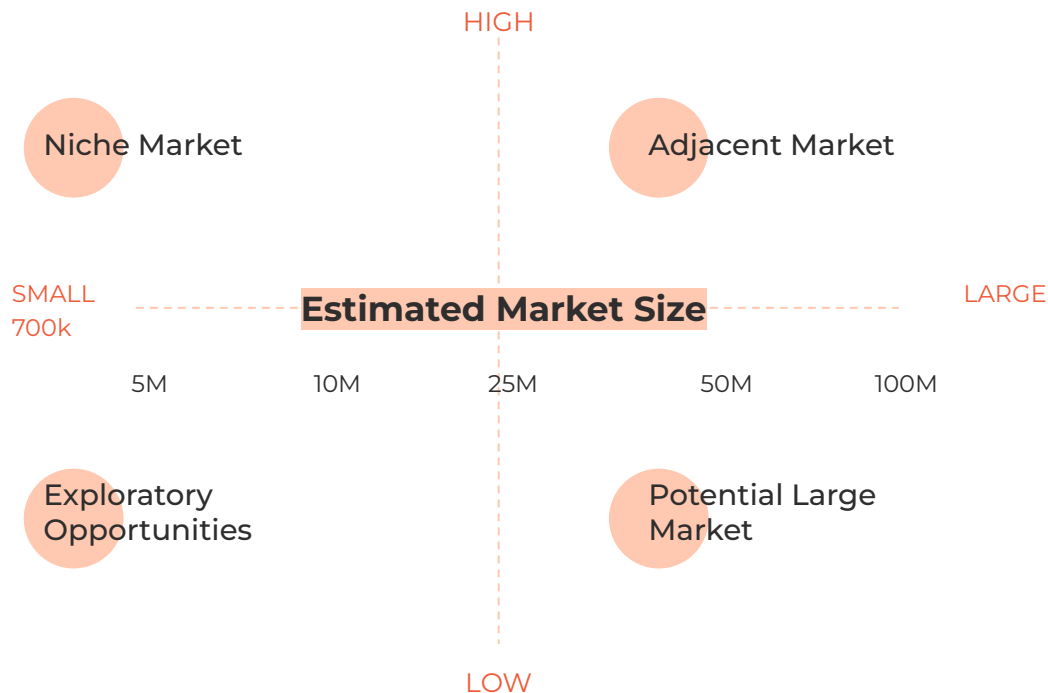 HIGH
Niche Market
Adjacent Market
SMALL
700k
Estimated Market Size
LARGE
5M
10M
25M
50M
100M
Exploratory
Opportunities
Potential Large
Market
LOW